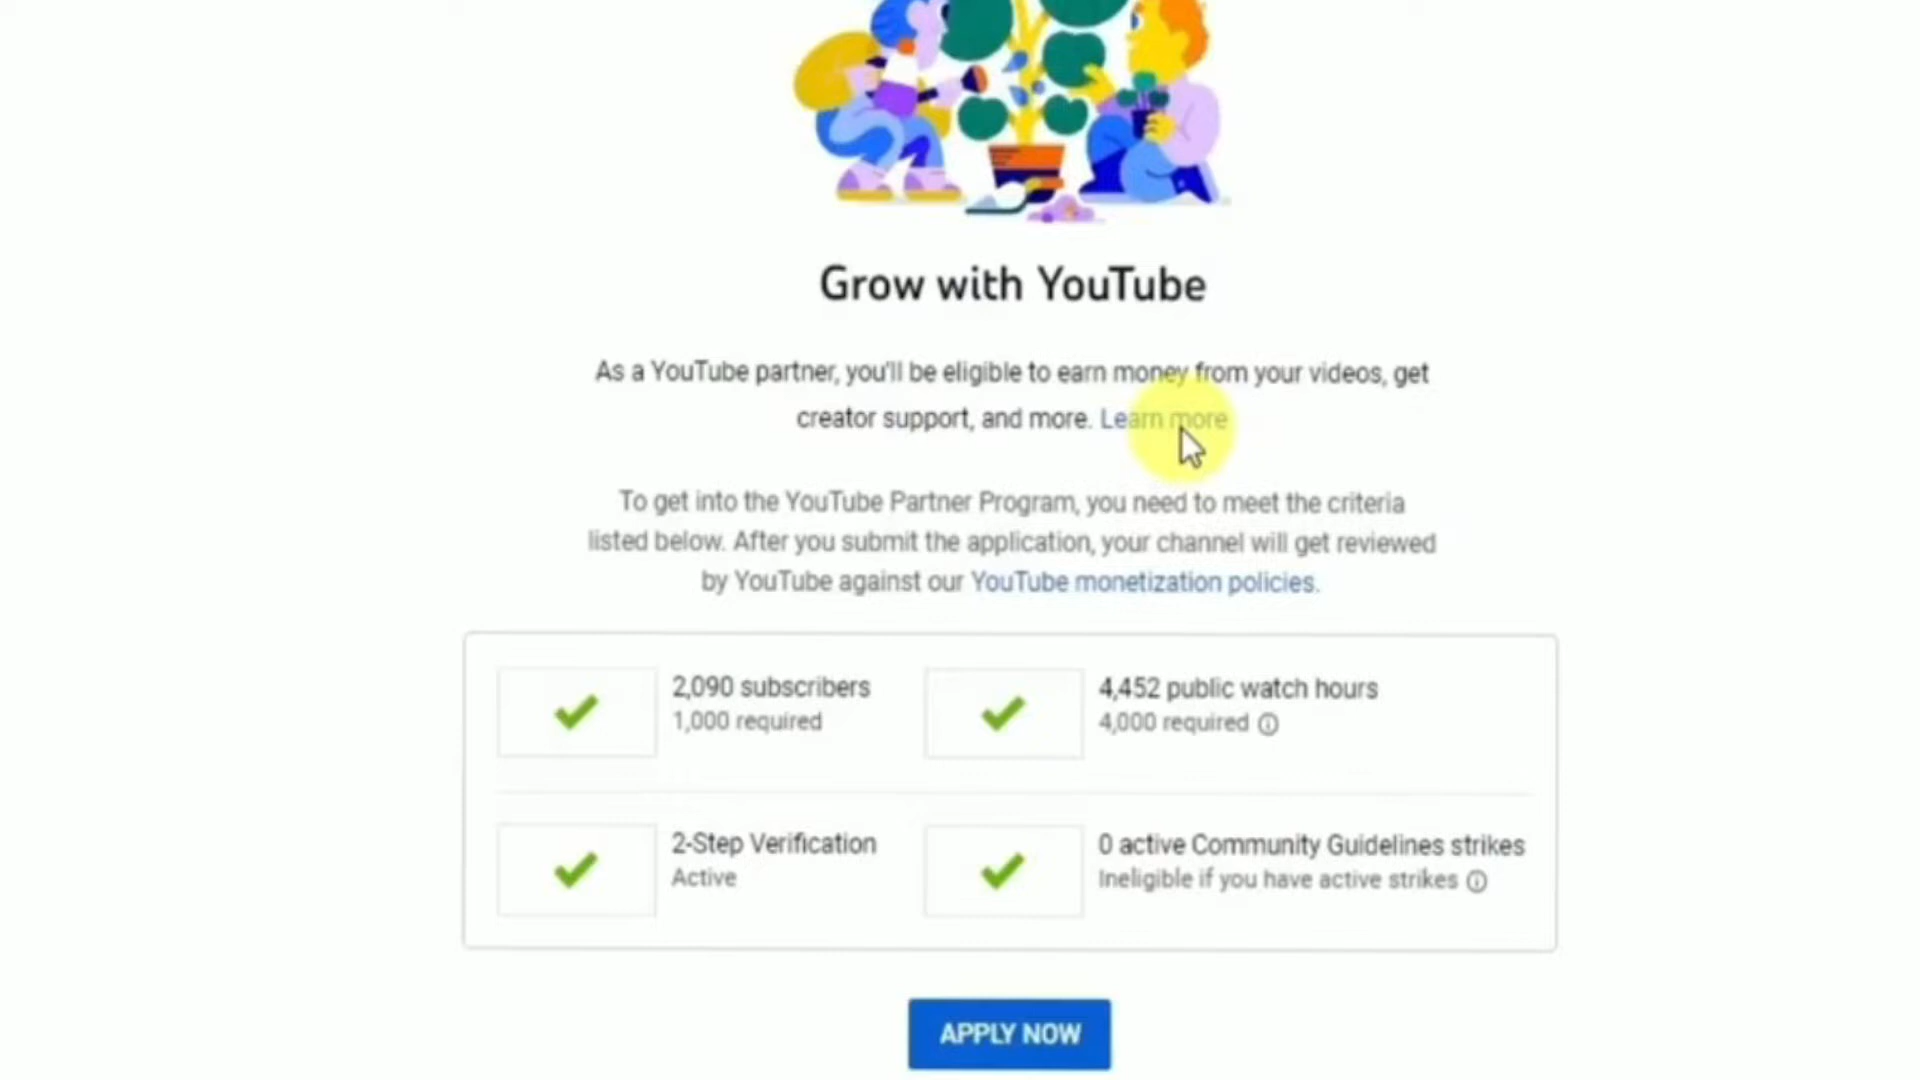 Grow with YouTube
As a YouTube partner, you'll be eligible to earn money from your videos, get
creator support, and more. Learn more
To get into the YouTube Partner Program, you need to meet the criteria
listed below. After you submit the application, your channel will get reviewed
by YouTube against our YouTube monetization policies.
2,090 subscribers
1,000 required
4,452 public watch hours
4,000 required
2-Step Verification
Active
0 active Community Guidelines strikes
Ineligible if you have active strikes
APPLY NOW